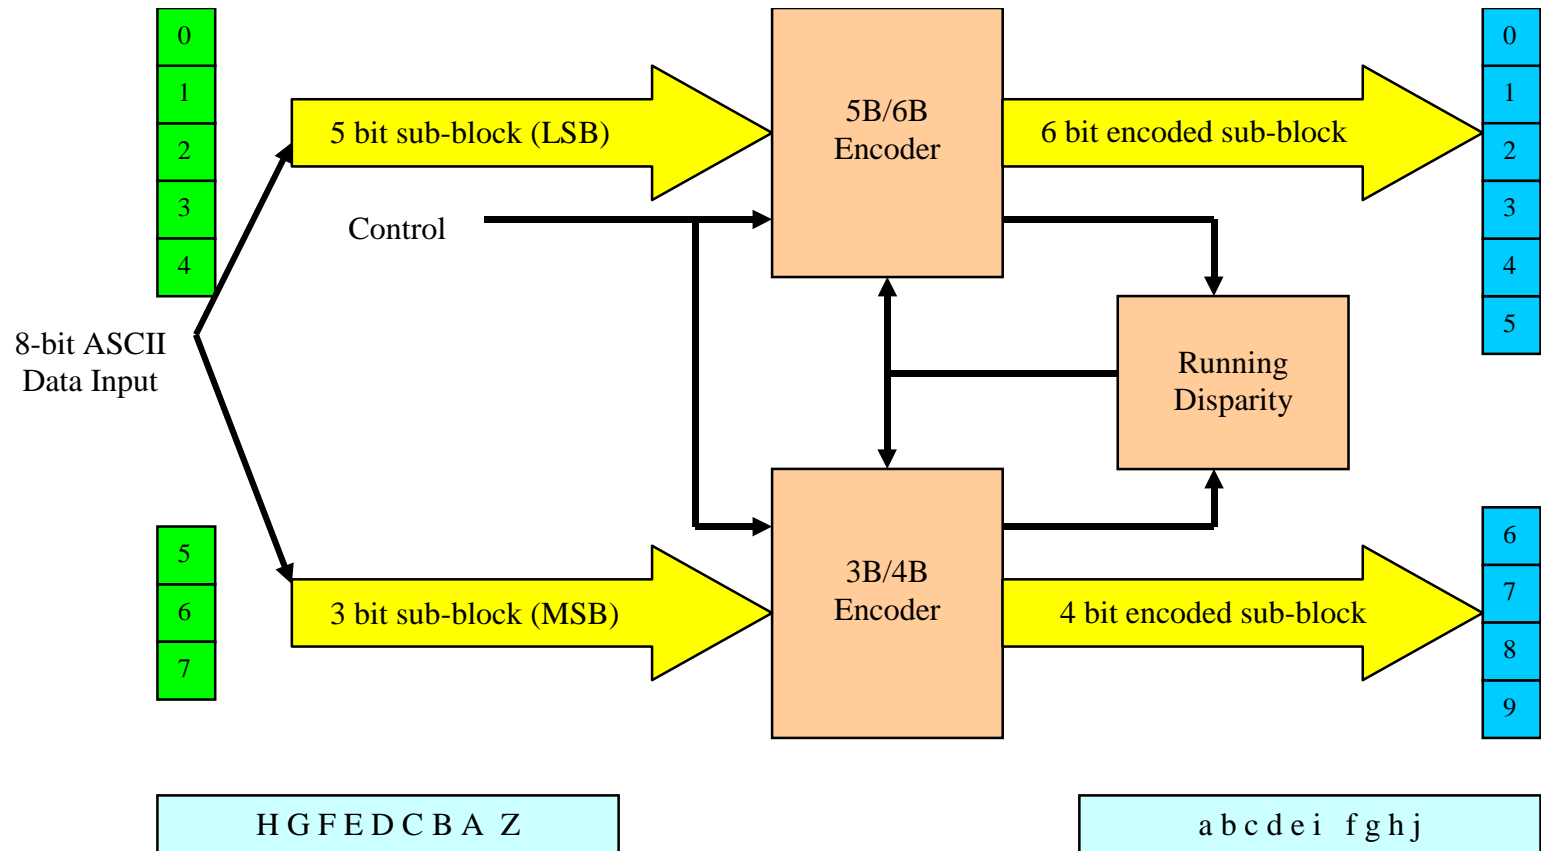 0
1
2
3
4
8-bit ASCII
Data Input
5
6
7
5 bit sub-block (LSB)
Control
3 bit sub-block (MSB)
5B/6B
Encoder
3B/4B
Encoder
6 bit encoded sub-block
Running
Disparity
4 bit encoded sub-block
0
1
2
3
4
5
6
7
8
9
H G F E D C B A Z
a b c d e i f g h j